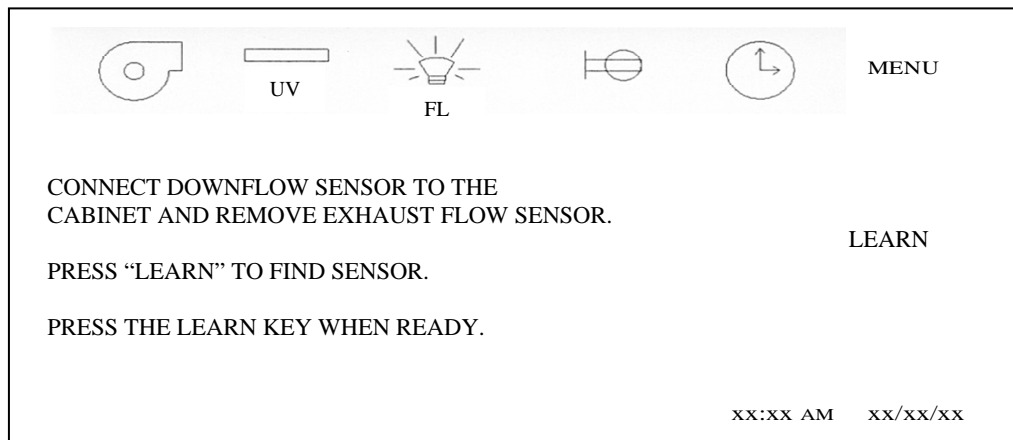 UV
FL
MENU
CONNECT DOWNFLOW SENSOR TO THE
CABINET AND REMOVE EXHAUST FLOW SENSOR.
LEARN
PRESS “LEARN” TO FIND SENSOR.
PRESS THE LEARN KEY WHEN READY.
xx:xx AM xx/xx/xx